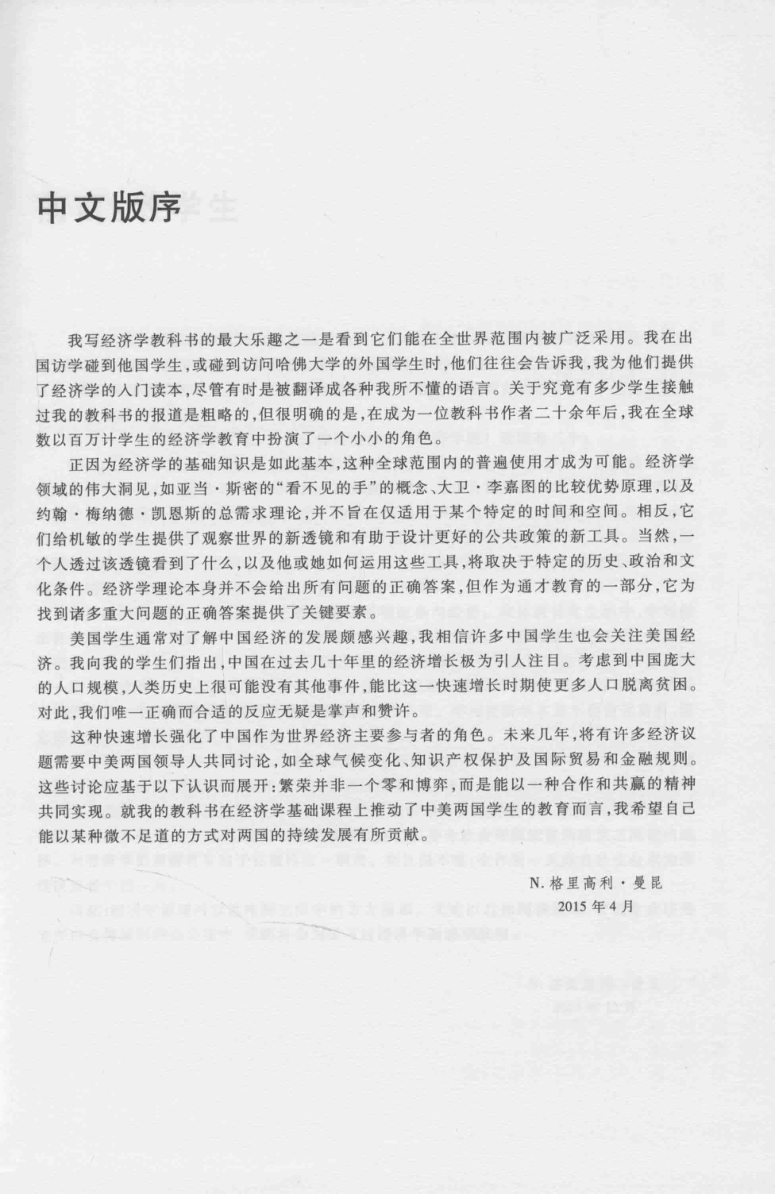 中文版序
我写经济学教科书的最大乐趣之一是看到它们能在全世界范围内被广泛采用。我在出
国访学碰到他国学生,或碰到访问哈佛大学的外国学生时,他们往往会告诉我,我为他们提供
了经济学的入门读本,尽管有时是被翻译成各种我所不懂的语言。关于究竟有多少学生接触
过我的教科书的报道是粗略的,但很明确的是,在成为一位教科书作者二十余年后,我在全球
数以百万计学生的经济学教育中扮演了一个小小的角色。
正因为经济学的基础知识是如此基本,这种全球范围内的普遍使用才成为可能。经济学
领域的伟大洞见,如亚当·斯密的“看不见的手”的概念、大卫·李嘉图的比较优势原理,以及
约翰·梅纳德·凯恩斯的总需求理论,并不旨在仅适用于某个特定的时间和空间。相反,它
们给机敏的学生提供了观察世界的新透镜和有助于设计更好的公共政策的新工具。当然,一
个人透过该透镜看到了什么,以及他或她如何运用这些工具,将取决于特定的历史、政治和文
化条件。经济学理论本身并不会给出所有问题的正确答案,但作为通才教育的一部分,它为
找到诸多重大问题的正确答案提供了关键要素。
美国学生通常对了解中国经济的发展颇感兴趣,我相信许多中国学生也会关注美国经
济。我向我的学生们指出,中国在过去几十年里的经济增长极为引人注目。考虑到中国庞大
的人口规模,人类历史上很可能没有其他事件,能比这一快速增长时期使更多人口脱离贫困。
对此,我们唯一正确而合适的反应无疑是掌声和赞许。
这种快速增长强化了中国作为世界经济主要参与者的角色。未来几年,将有许多经济议
题需要中美两国领导人共同讨论,如全球气候变化、知识产权保护及国际贸易和金融规则。
这些讨论应基于以下认识而展开:繁荣并非一个零和博弈,而是能以一种合作和共赢的精神
共同实现。就我的教科书在经济学基础课程上推动了中美两国学生的教育而言,我希望自己
能以某种微不足道的方式对两国的持续发展有所贡献。
N.格里高利·曼昆
2015年4月